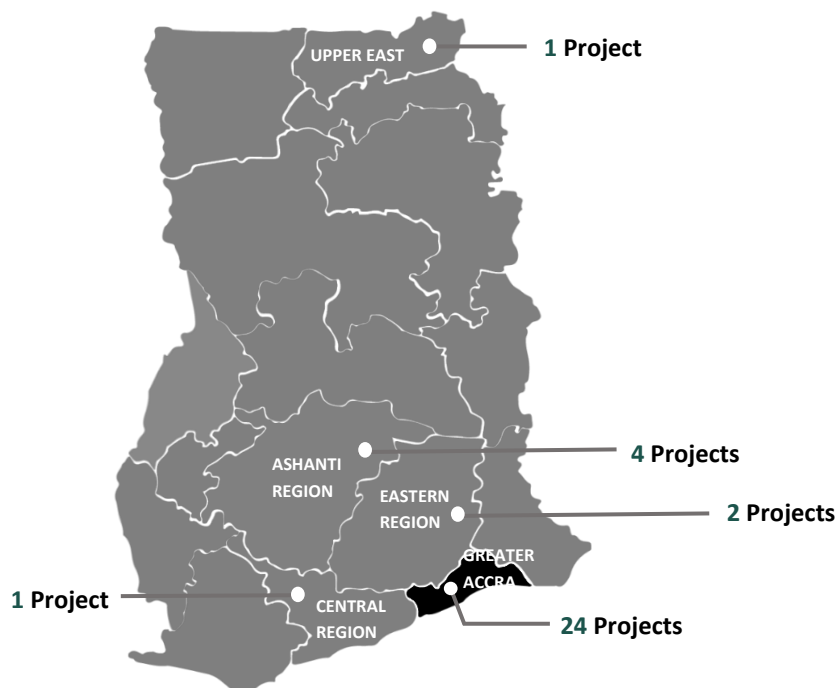 UPPER EAST
1 Project
ASHANTI
REGION
4 Projects
EASTERN
REGION
2 Projects
GREATER
ACCRA
1 Project
CENTRAL
REGION
24 Projects